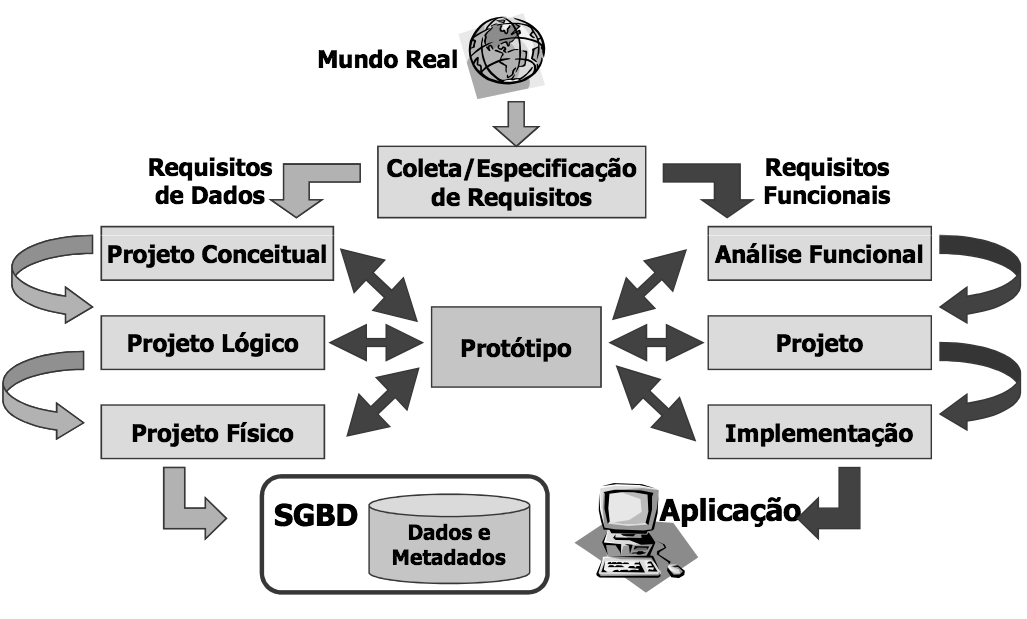 Mundo Real
Coleta/Especificação
de Requisitos
Requisitos
de Dados
Requisitos
Funcionais
Projeto Conceitual
Análise Funcional
Projeto Lógico
Protótipo
Projeto
Projeto Físico
Implementação
SGBD
Dados e
Metadados
Aplicação